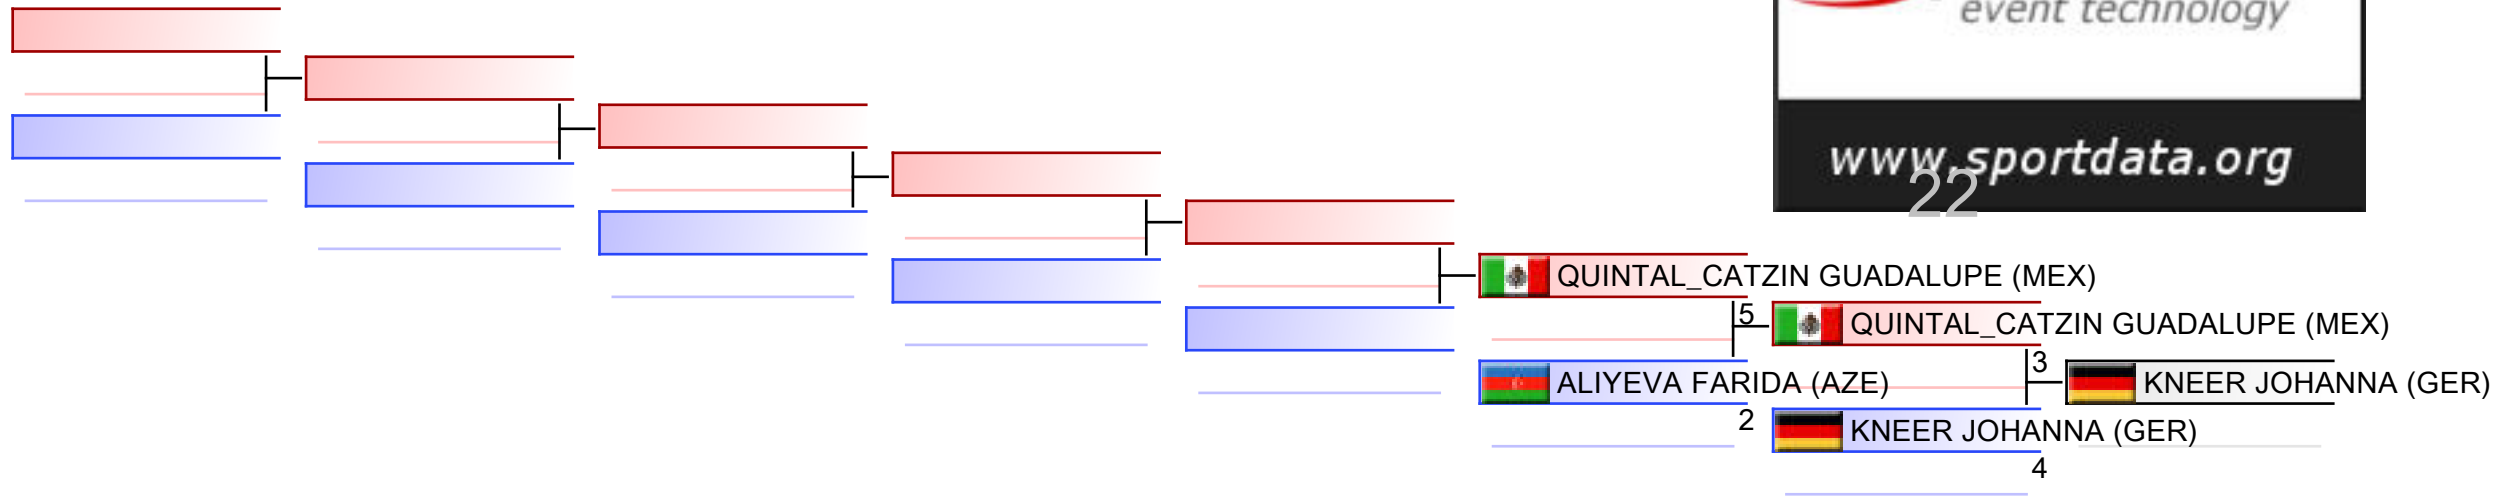 event technology
www.sportdata.org
22
QUINTAL_CATZIN GUADALUPE (MEX)
5
QUINTAL_CATZIN GUADALUPE (MEX)
3
ALIYEVA FARIDA (AZE)
KNEER JOHANNA (GER)
2
KNEER JOHANNA (GER)
4